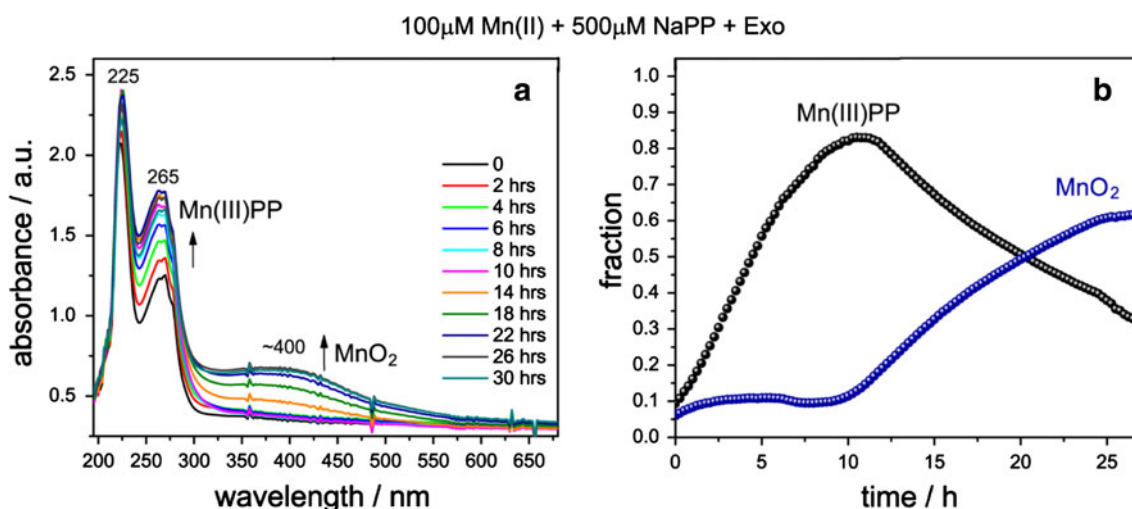 100μM Mn(II) + 500μM NaPP + Exo
a
225
265
Mn(III)PP
~400
MnO₂
0
2 hrs
4 hrs
6 hrs
8 hrs
10 hrs
14 hrs
18 hrs
22 hrs
26 hrs
30 hrs
2.5
2.0
1.5
1.0
0.5
absorbance / a.u.
200 250 300 350 400 450 500 550 600 650
wavelength / nm
b
Mn(III)PP
MnO₂
1.0
0.9
0.8
0.7
0.6
0.5
0.4
0.3
0.2
0.1
0.0
fraction
0 5 10 15 20 25
time / h